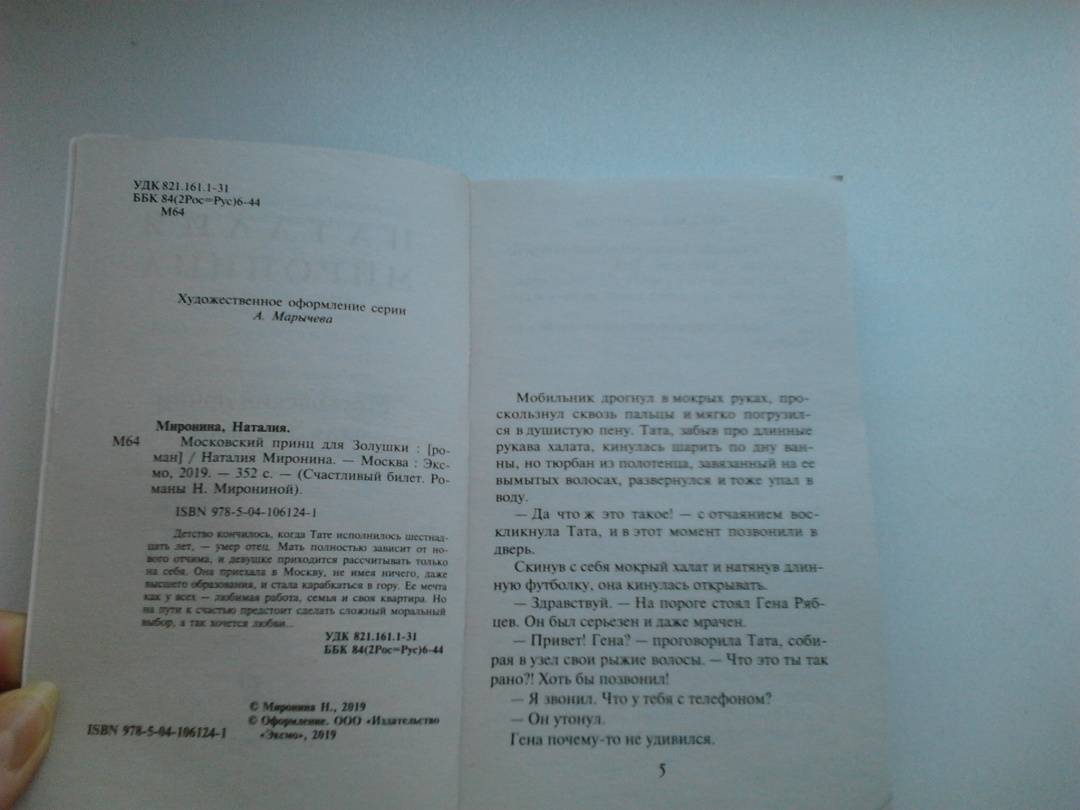 УДК 821.161.1-31
ББК 84(2Рос=Рус)6-44
М64
Художественное оформление серии
А. Марычева
Миронина, Наталия.
М64 Московский принц для Золушки : [ро-
ман] / Наталия Миронина. — Москва : Экс-
мо, 2019. — 352 с. — (Счастливый билет. Ро-
маны Н. Мирониной).
ISBN 978-5-04-106124-1
Детство кончилось, когда Тате исполнилось шестнад-
цать лет, — умер отец. Мать полностью зависит от но-
вого отчима, и девушке приходится рассчитывать только
на себя. Она приехала в Москву, не имея ничего, даже
высшего образования, и стала карабкаться в гору. Ее мечта
как у всех — любимая работа, семья и своя квартира. Но
на пути к счастью предстоит сделать сложный моральный
выбор, а так хочется любви...
УДК 821.161.1-31
ББК 84(2Рос=Рус)6-44
© Миронина Н., 2019
© Оформление. ООО «Издательство
«Эксмо», 2019
ISBN 978-5-04-106124-1
Мобильник дрогнул в мокрых руках, про-
скользнул сквозь пальцы и мягко погрузил-
ся в душистую пену. Тата, забыв про длинные
рукава халата, кинулась шарить по дну ван-
ны, но тюрбан из полотенца, завязанный на ее
вымытых волосах, развернулся и тоже упал в
воду.
— Да что ж это такое! — с отчаянием вос-
кликнула Тата, и в этот момент позвонили в
дверь.
Скинув с себя мокрый халат и натянув длин-
ную футболку, она кинулась открывать.
— Здравствуй. — На пороге стоял Гена Ряб-
цев. Он был серьезен и даже мрачен.
— Привет! Гена? — проговорила Тата, соби-
рая в узел свои рыжие волосы. — Что это ты так
рано?! Хоть бы позвонил!
— Я звонил. Что у тебя с телефоном?
— Он утонул.
Гена почему-то не удивился.
5